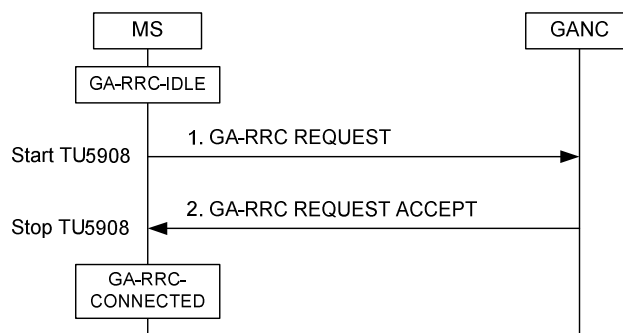 MS
GANC
GA-RRC-IDLE
1. GA-RRC REQUEST
Start TU5908
2. GA-RRC REQUEST ACCEPT
Stop TU5908
GA-RRC-
CONNECTED